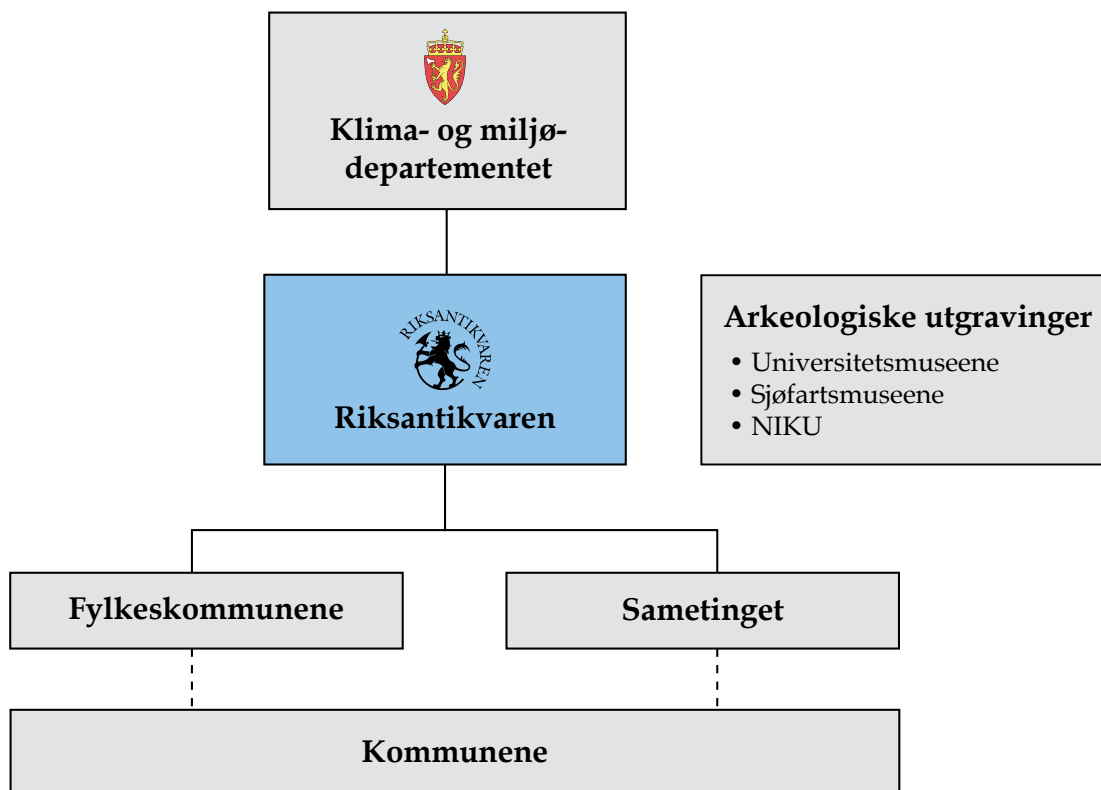 Klima- og miljø-
departementet
RIKSANTIKVAREN
Riksantikvaren
Arkeologiske utgravinger
• Universitetsmuseene
• Sjøfartsmuseene
• NIKU
Fylkeskommunene
Sametinget
Kommunene